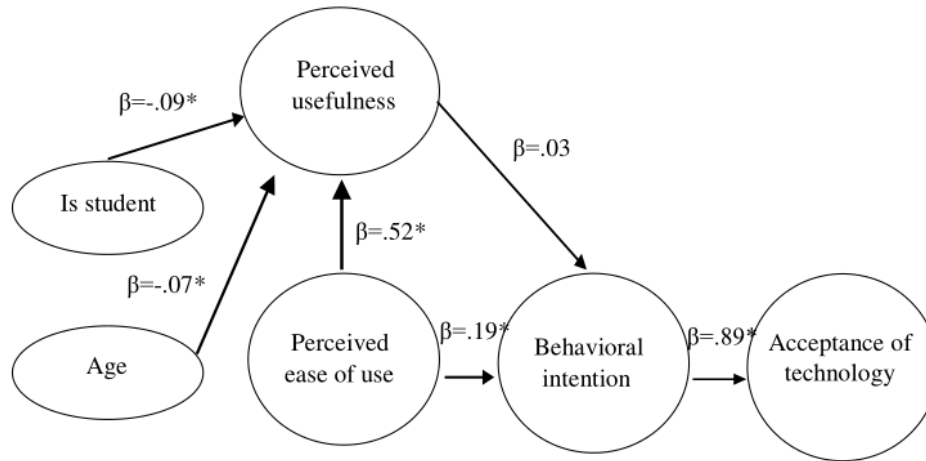 Perceived
usefulness
β=-.09*
β=.03
Is student
β=.52*
β=-.07*
β=.19*
β=.89*
Age
Perceived
ease of use
Behavioral
intention
Acceptance of
technology